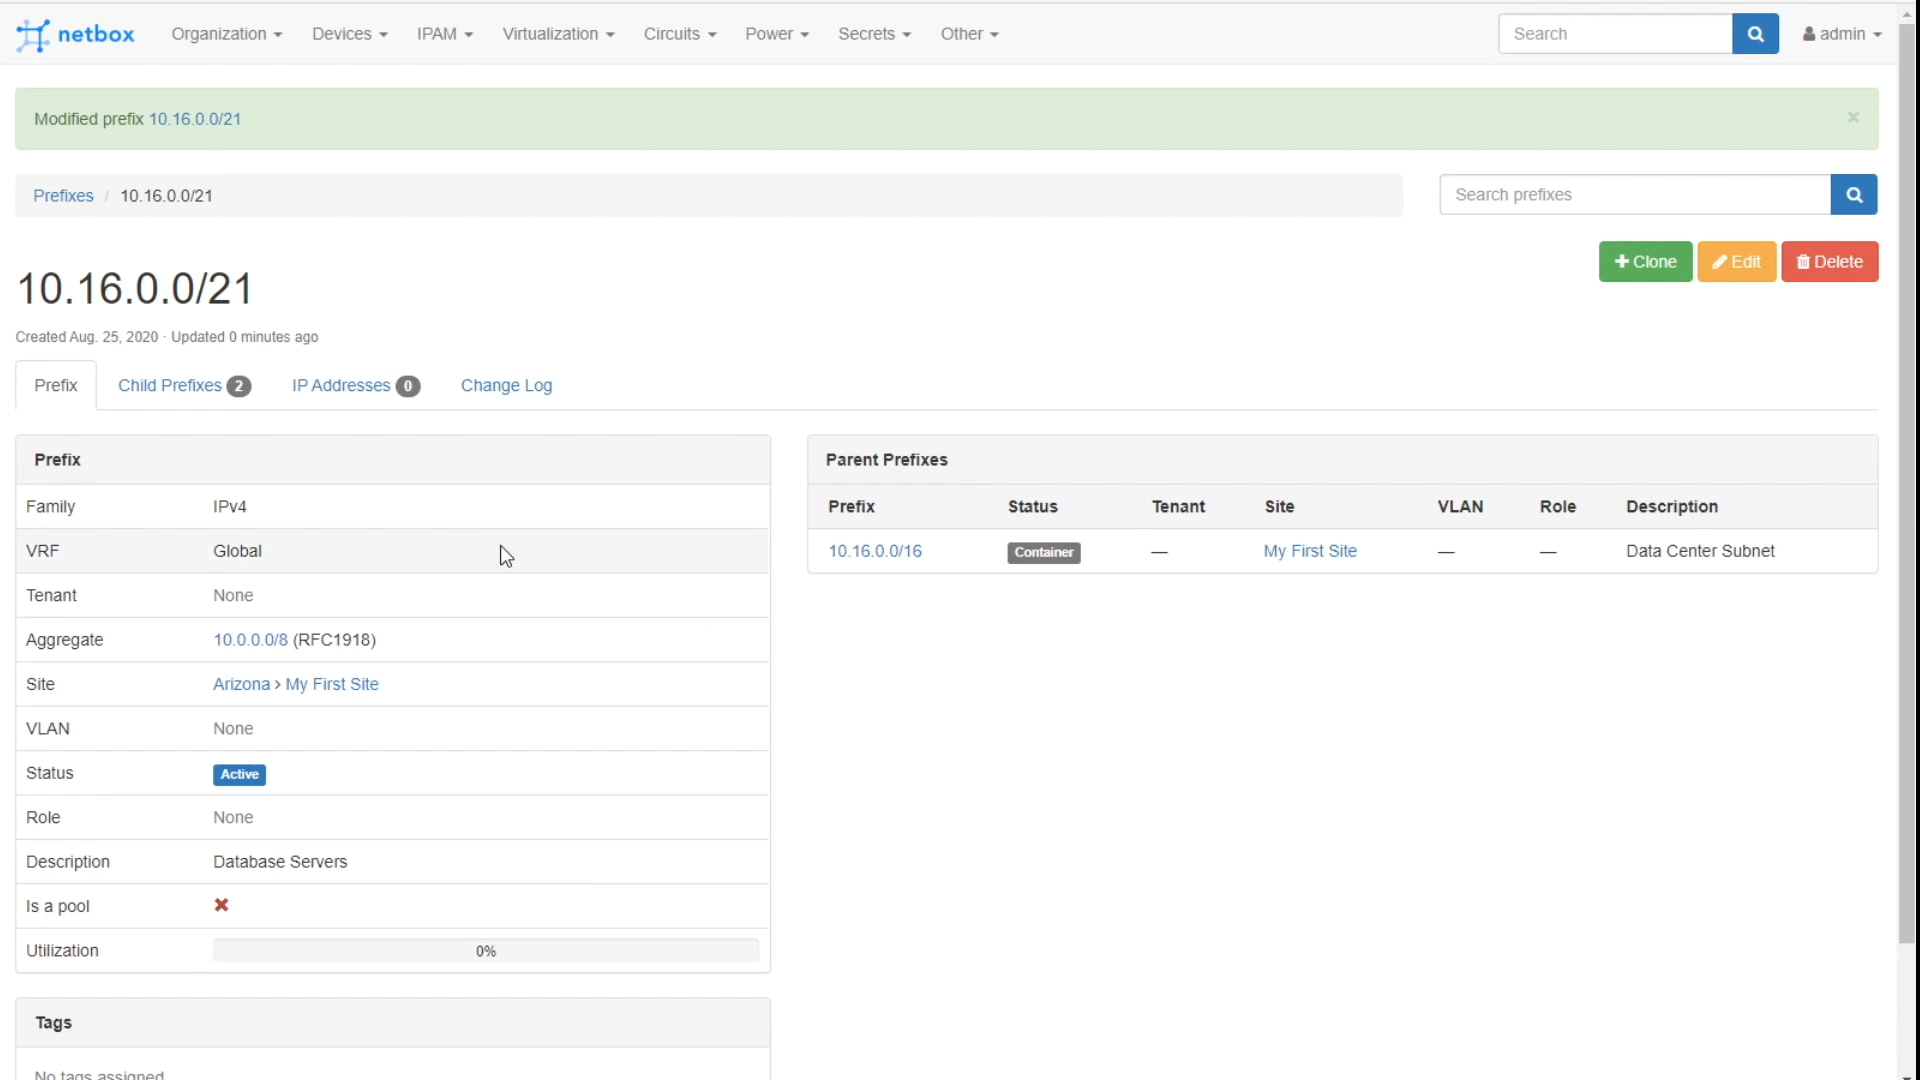 netbox Organization Devices IPAM Virtualization Circuits Power Secrets Other Search admin
Modified prefix 10.16.0.0/21 ×
Prefixes / 10.16.0.0/21 Search prefixes
Clone Edit Delete
10.16.0.0/21
Created Aug. 25, 2020 · Updated 0 minutes ago
Prefix Child Prefixes 2 IP Addresses 0 Change Log
Prefix
Family IPv4
VRF Global
Tenant None
Aggregate 10.0.0.0/8 (RFC1918)
Site Arizona > My First Site
VLAN None
Status Active
Role None
Description Database Servers
Is a pool
Utilization 0%
Tags
No tags assigned
Parent Prefixes
Prefix Status Tenant Site VLAN Role Description
10.16.0.0/16 Container — My First Site — — Data Center Subnet